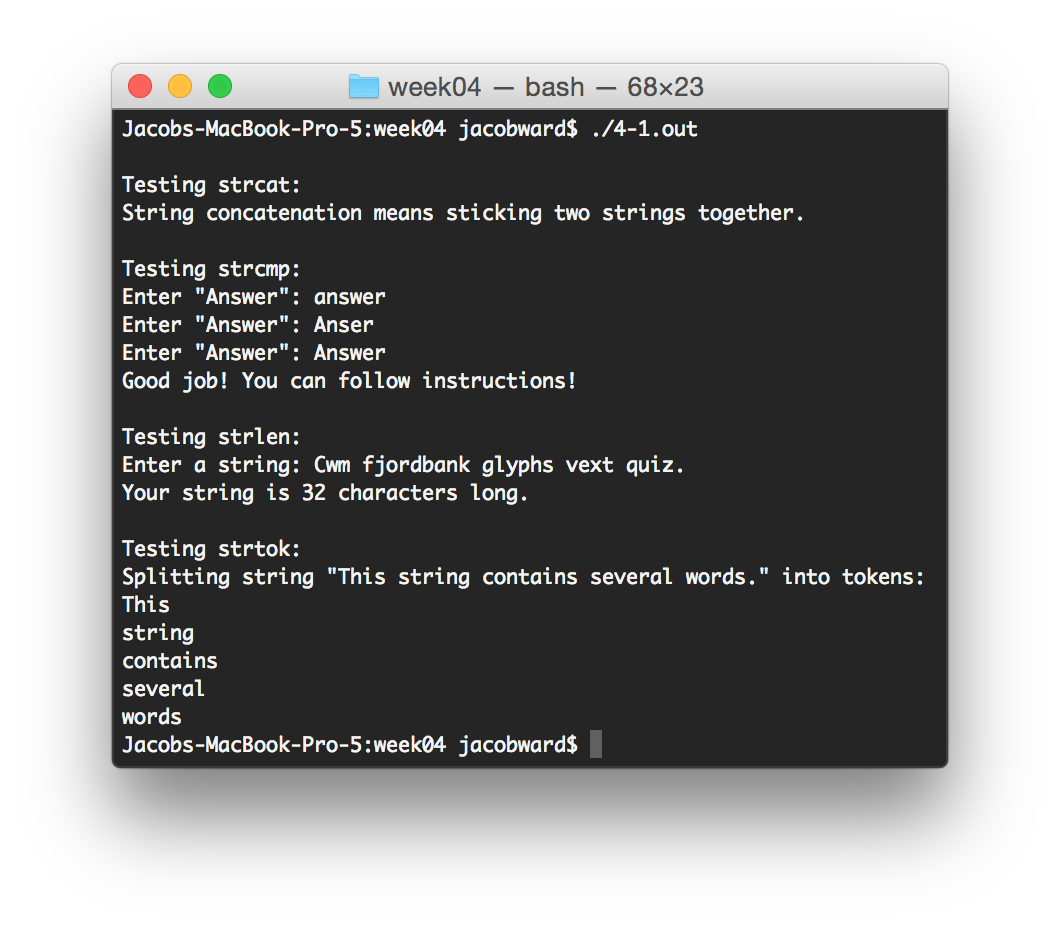 week04 — bash — 68×23
Jacobs-MacBook-Pro-5:week04 jacobward$ ./4-1.out
Testing strcat:
String concatenation means sticking two strings together.
Testing strcmp:
Enter "Answer": answer
Enter "Answer": Anser
Enter "Answer": Answer
Good job! You can follow instructions!
Testing strlen:
Enter a string: Cwm fjordbank glyphs vext quiz.
Your string is 32 characters long.
Testing strtok:
Splitting string "This string contains several words." into tokens:
This
string
contains
several
words
Jacobs-MacBook-Pro-5:week04 jacobward$